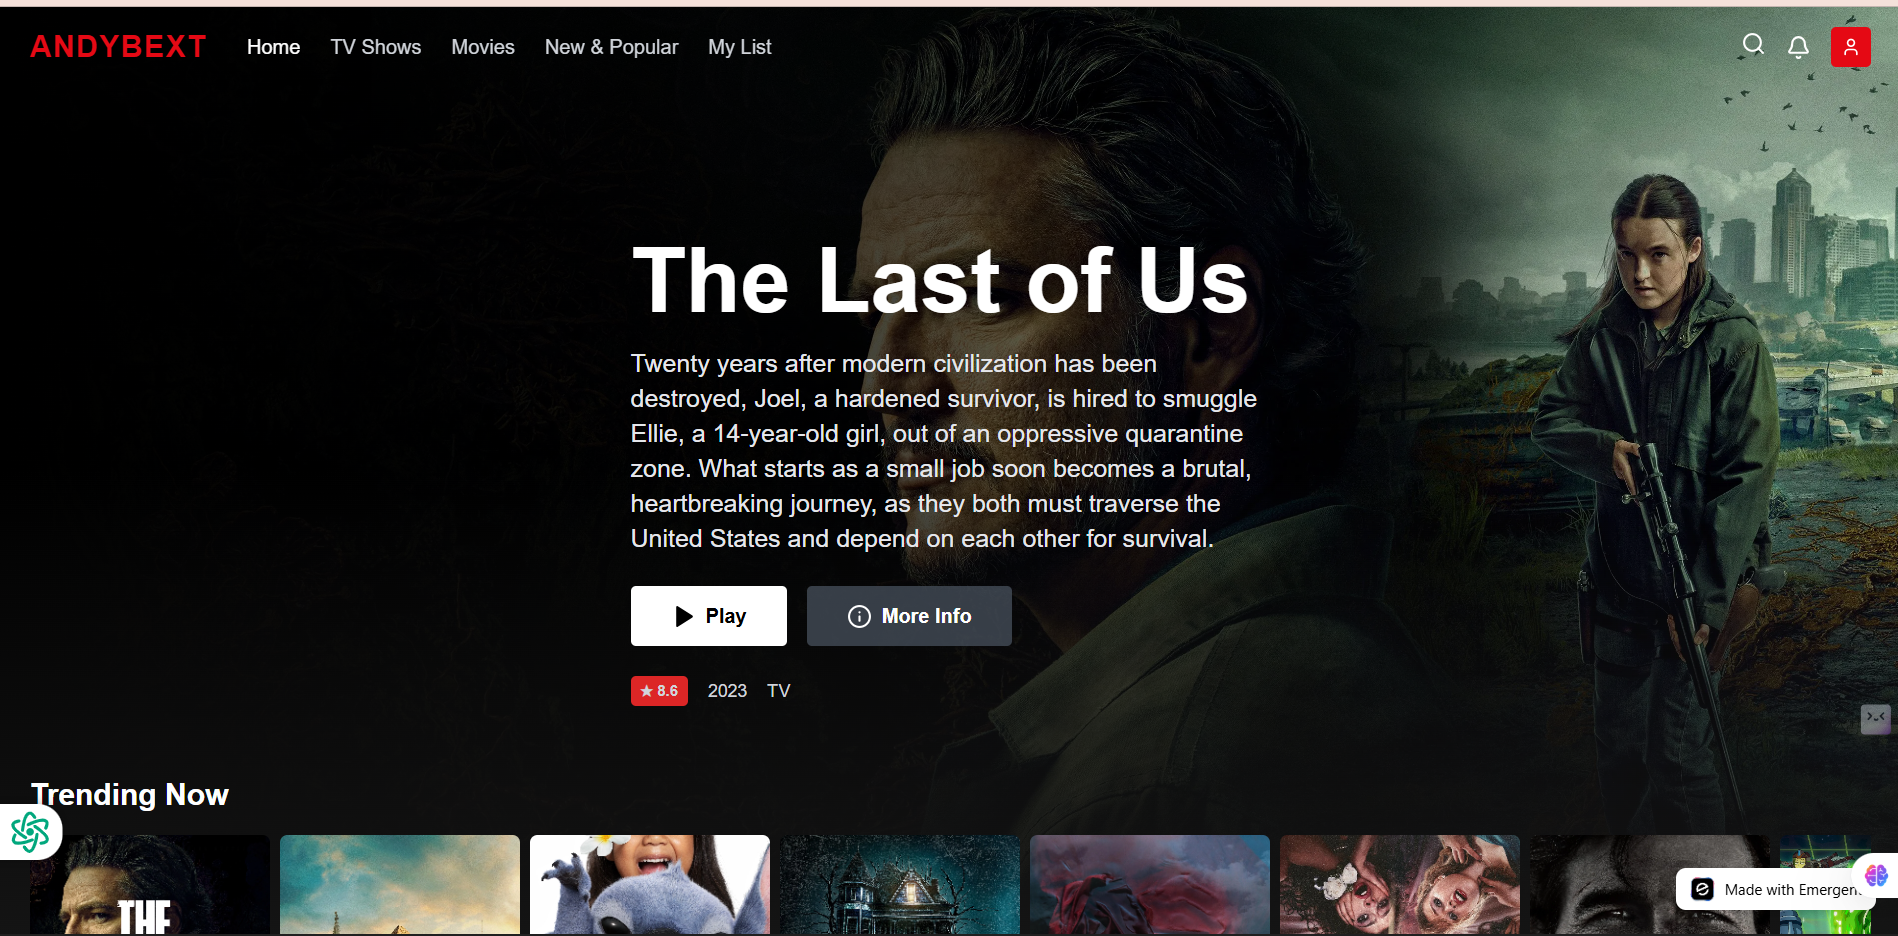 ANDYBEXT Home TV Shows Movies New & Popular My List
The Last of Us
Twenty years after modern civilization has been
destroyed, Joel, a hardened survivor, is hired to smuggle
Ellie, a 14-year-old girl, out of an oppressive quarantine
zone. What starts as a small job soon becomes a brutal,
heartbreaking journey, as they both must traverse the
United States and depend on each other for survival.
Play More Info
★ 8.6 2023 TV
Trending Now
THE
Made with